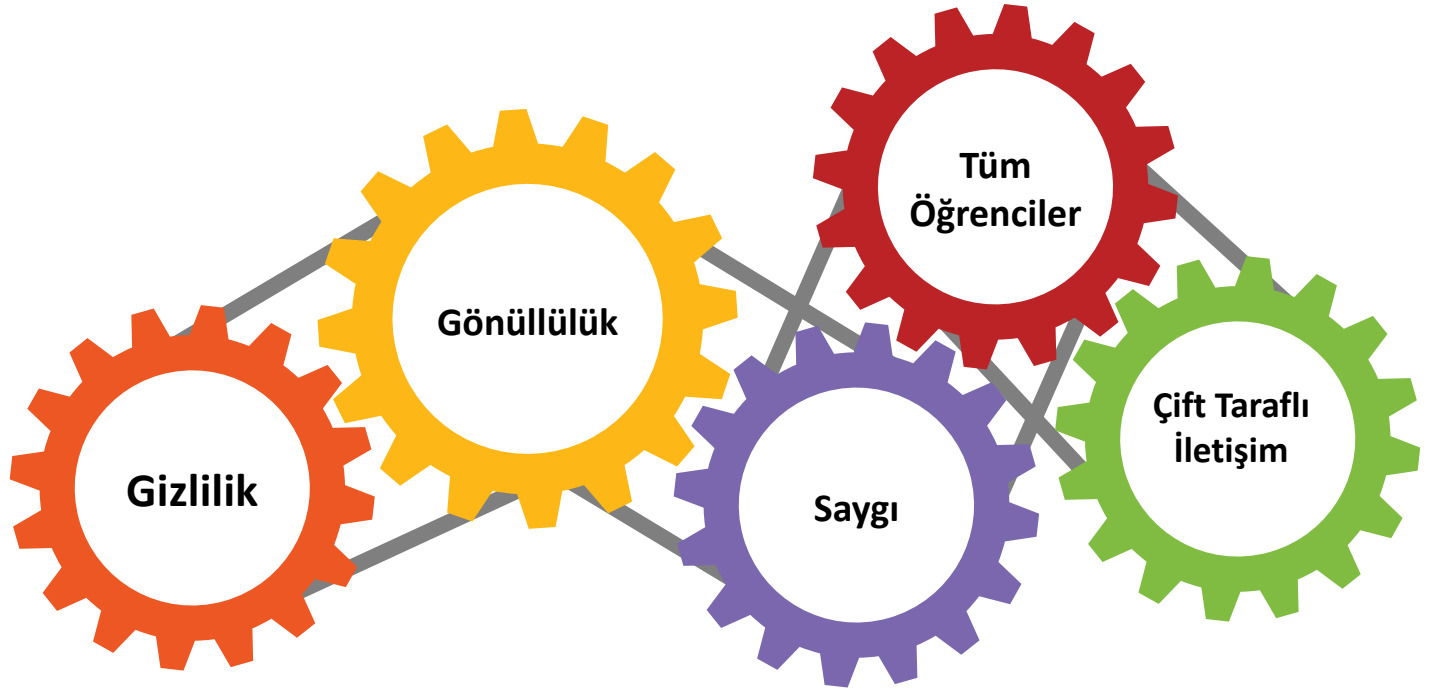 Gizlilik
Gönüllülük
Saygı
Tüm
Öğrenciler
Çift Taraflı
İletişim